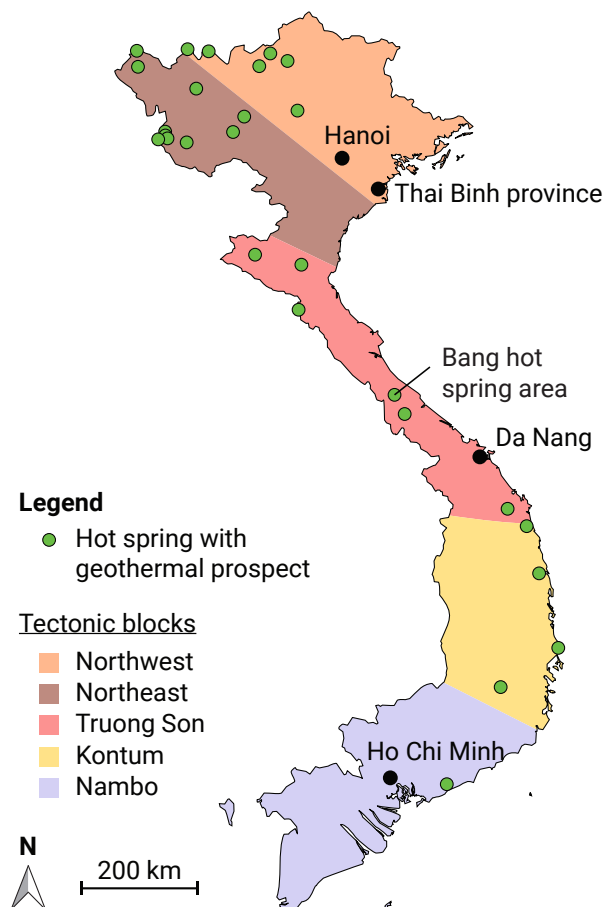 Hanoi
Thai Binh province
Bang hot
spring area
Da Nang
Legend
Hot spring with
geothermal prospect
Tectonic blocks
Northwest
Northeast
Truong Son
Kontum
Nambo
Ho Chi Minh
N
200 km